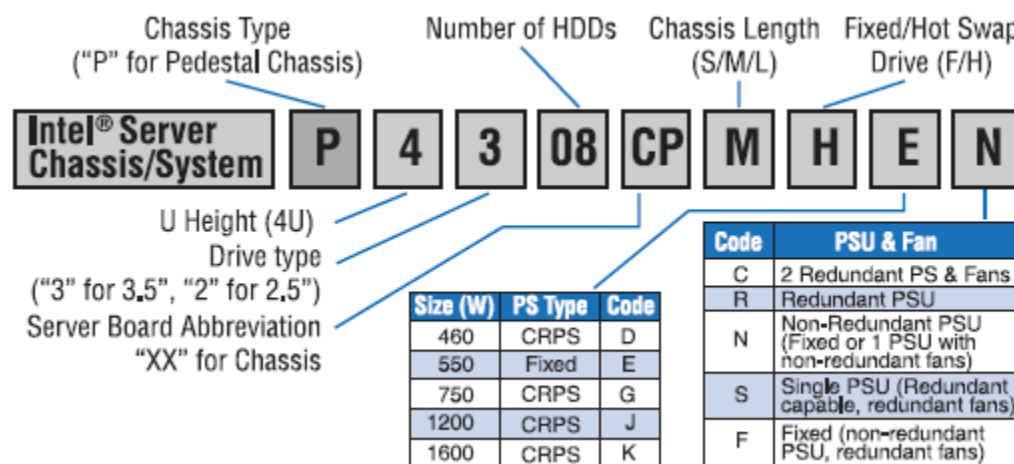 Chassis Type
("P" for Pedestal Chassis)
Number of HDDs
Chassis Length
(S/M/L)
Fixed/Hot Swap
Drive (F/H)
Intel® Server
Chassis/System
P 4 3 08 CP M H E N
U Height (4U)
Drive type
("3" for 3.5", "2" for 2.5")
Server Board Abbreviation
"XX" for Chassis
Size (W) PS Type Code
460 CRPS D
550 Fixed E
750 CRPS G
1200 CRPS J
1600 CRPS K
Code PSU & Fan
C 2 Redundant PS & Fans
R Redundant PSU
N Non-Redundant PSU
(Fixed or 1 PSU with
non-redundant fans)
S Single PSU (Redundant
capable, redundant fans)
F Fixed (non-redundant
PSU, redundant fans)